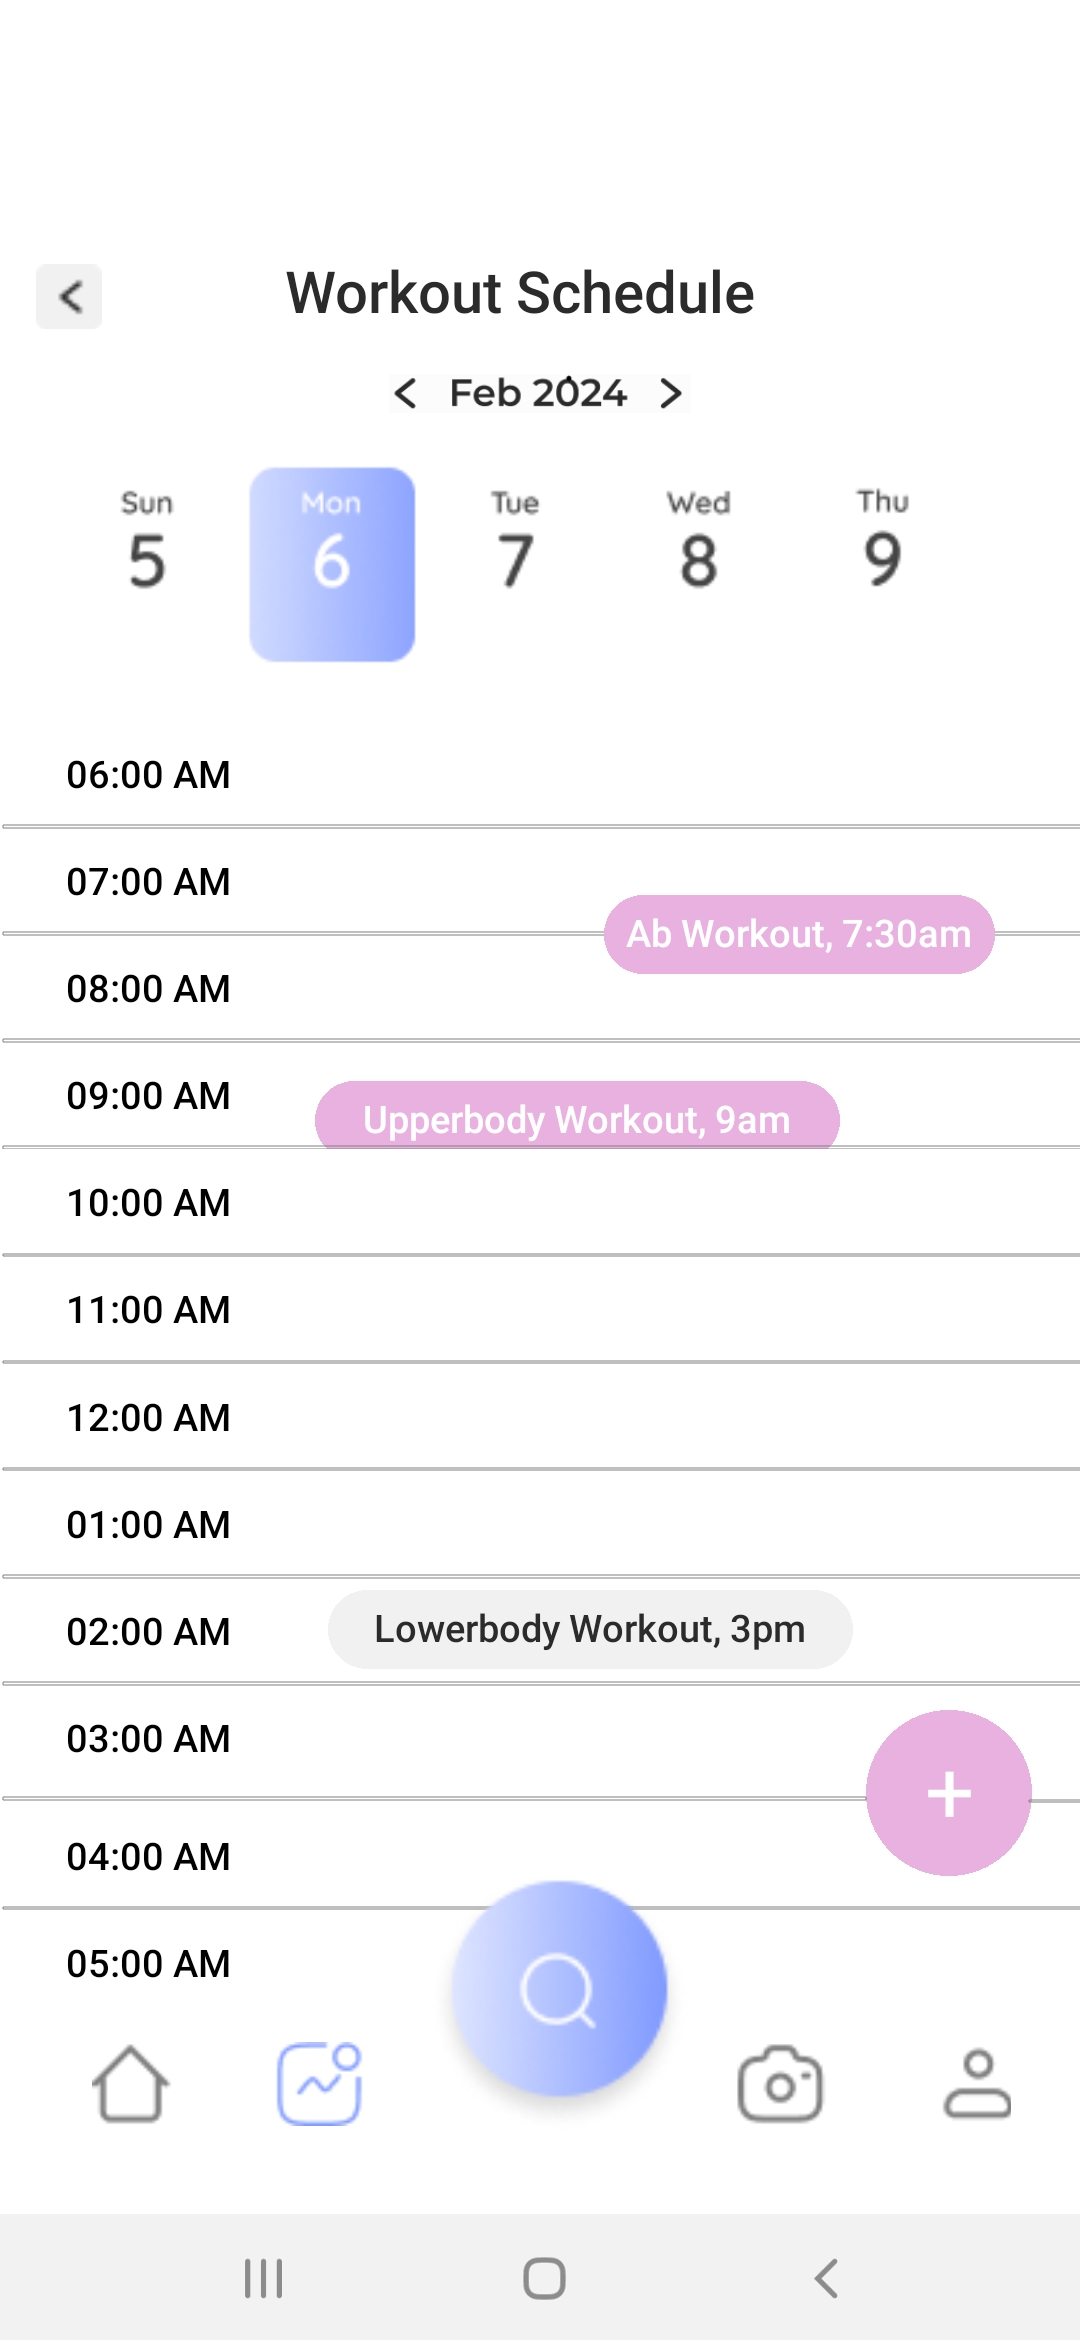 Workout Schedule
Feb 2024
Sun Mon Tue Wed Thu
5 6 7 8 9
06:00 AM
07:00 AM
Ab Workout, 7:30am
08:00 AM
09:00 AM
Upperbody Workout, 9am
10:00 AM
11:00 AM
12:00 AM
01:00 AM
02:00 AM
Lowerbody Workout, 3pm
03:00 AM
04:00 AM
05:00 AM